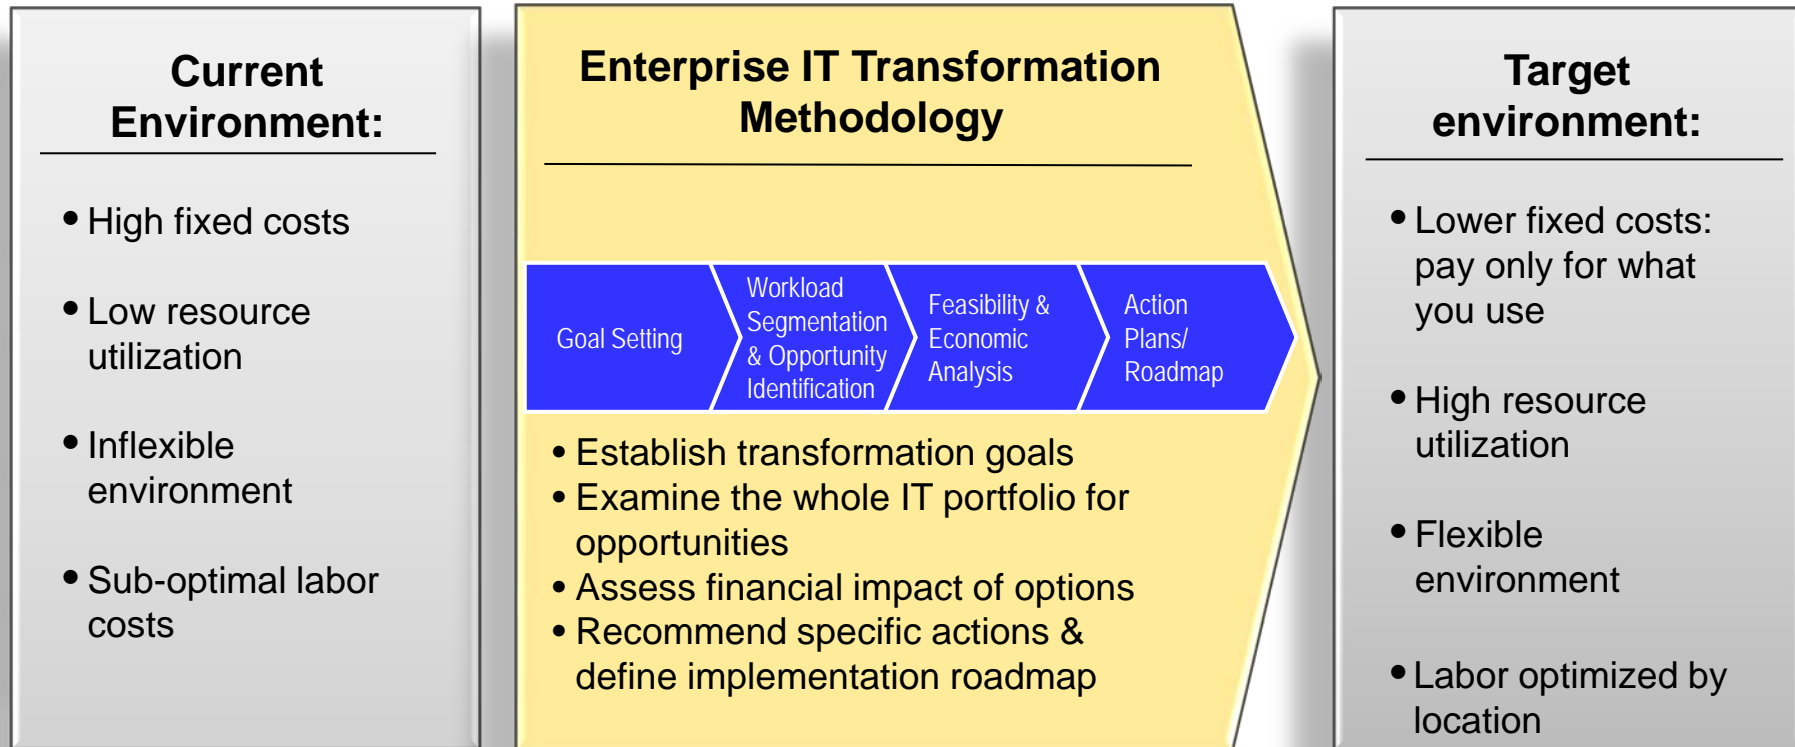 Current
Environment:
• High fixed costs
• Low resource
utilization
• Inflexible
environment
• Sub-optimal labor
costs
Enterprise IT Transformation
Methodology
Goal Setting
Workload
Segmentation
& Opportunity
Identification
Feasibility &
Economic
Analysis
Action
Plans/
Roadmap
• Establish transformation goals
• Examine the whole IT portfolio for
opportunities
• Assess financial impact of options
• Recommend specific actions &
define implementation roadmap
Target
environment:
• Lower fixed costs:
pay only for what
you use
• High resource
utilization
• Flexible
environment
• Labor optimized by
location